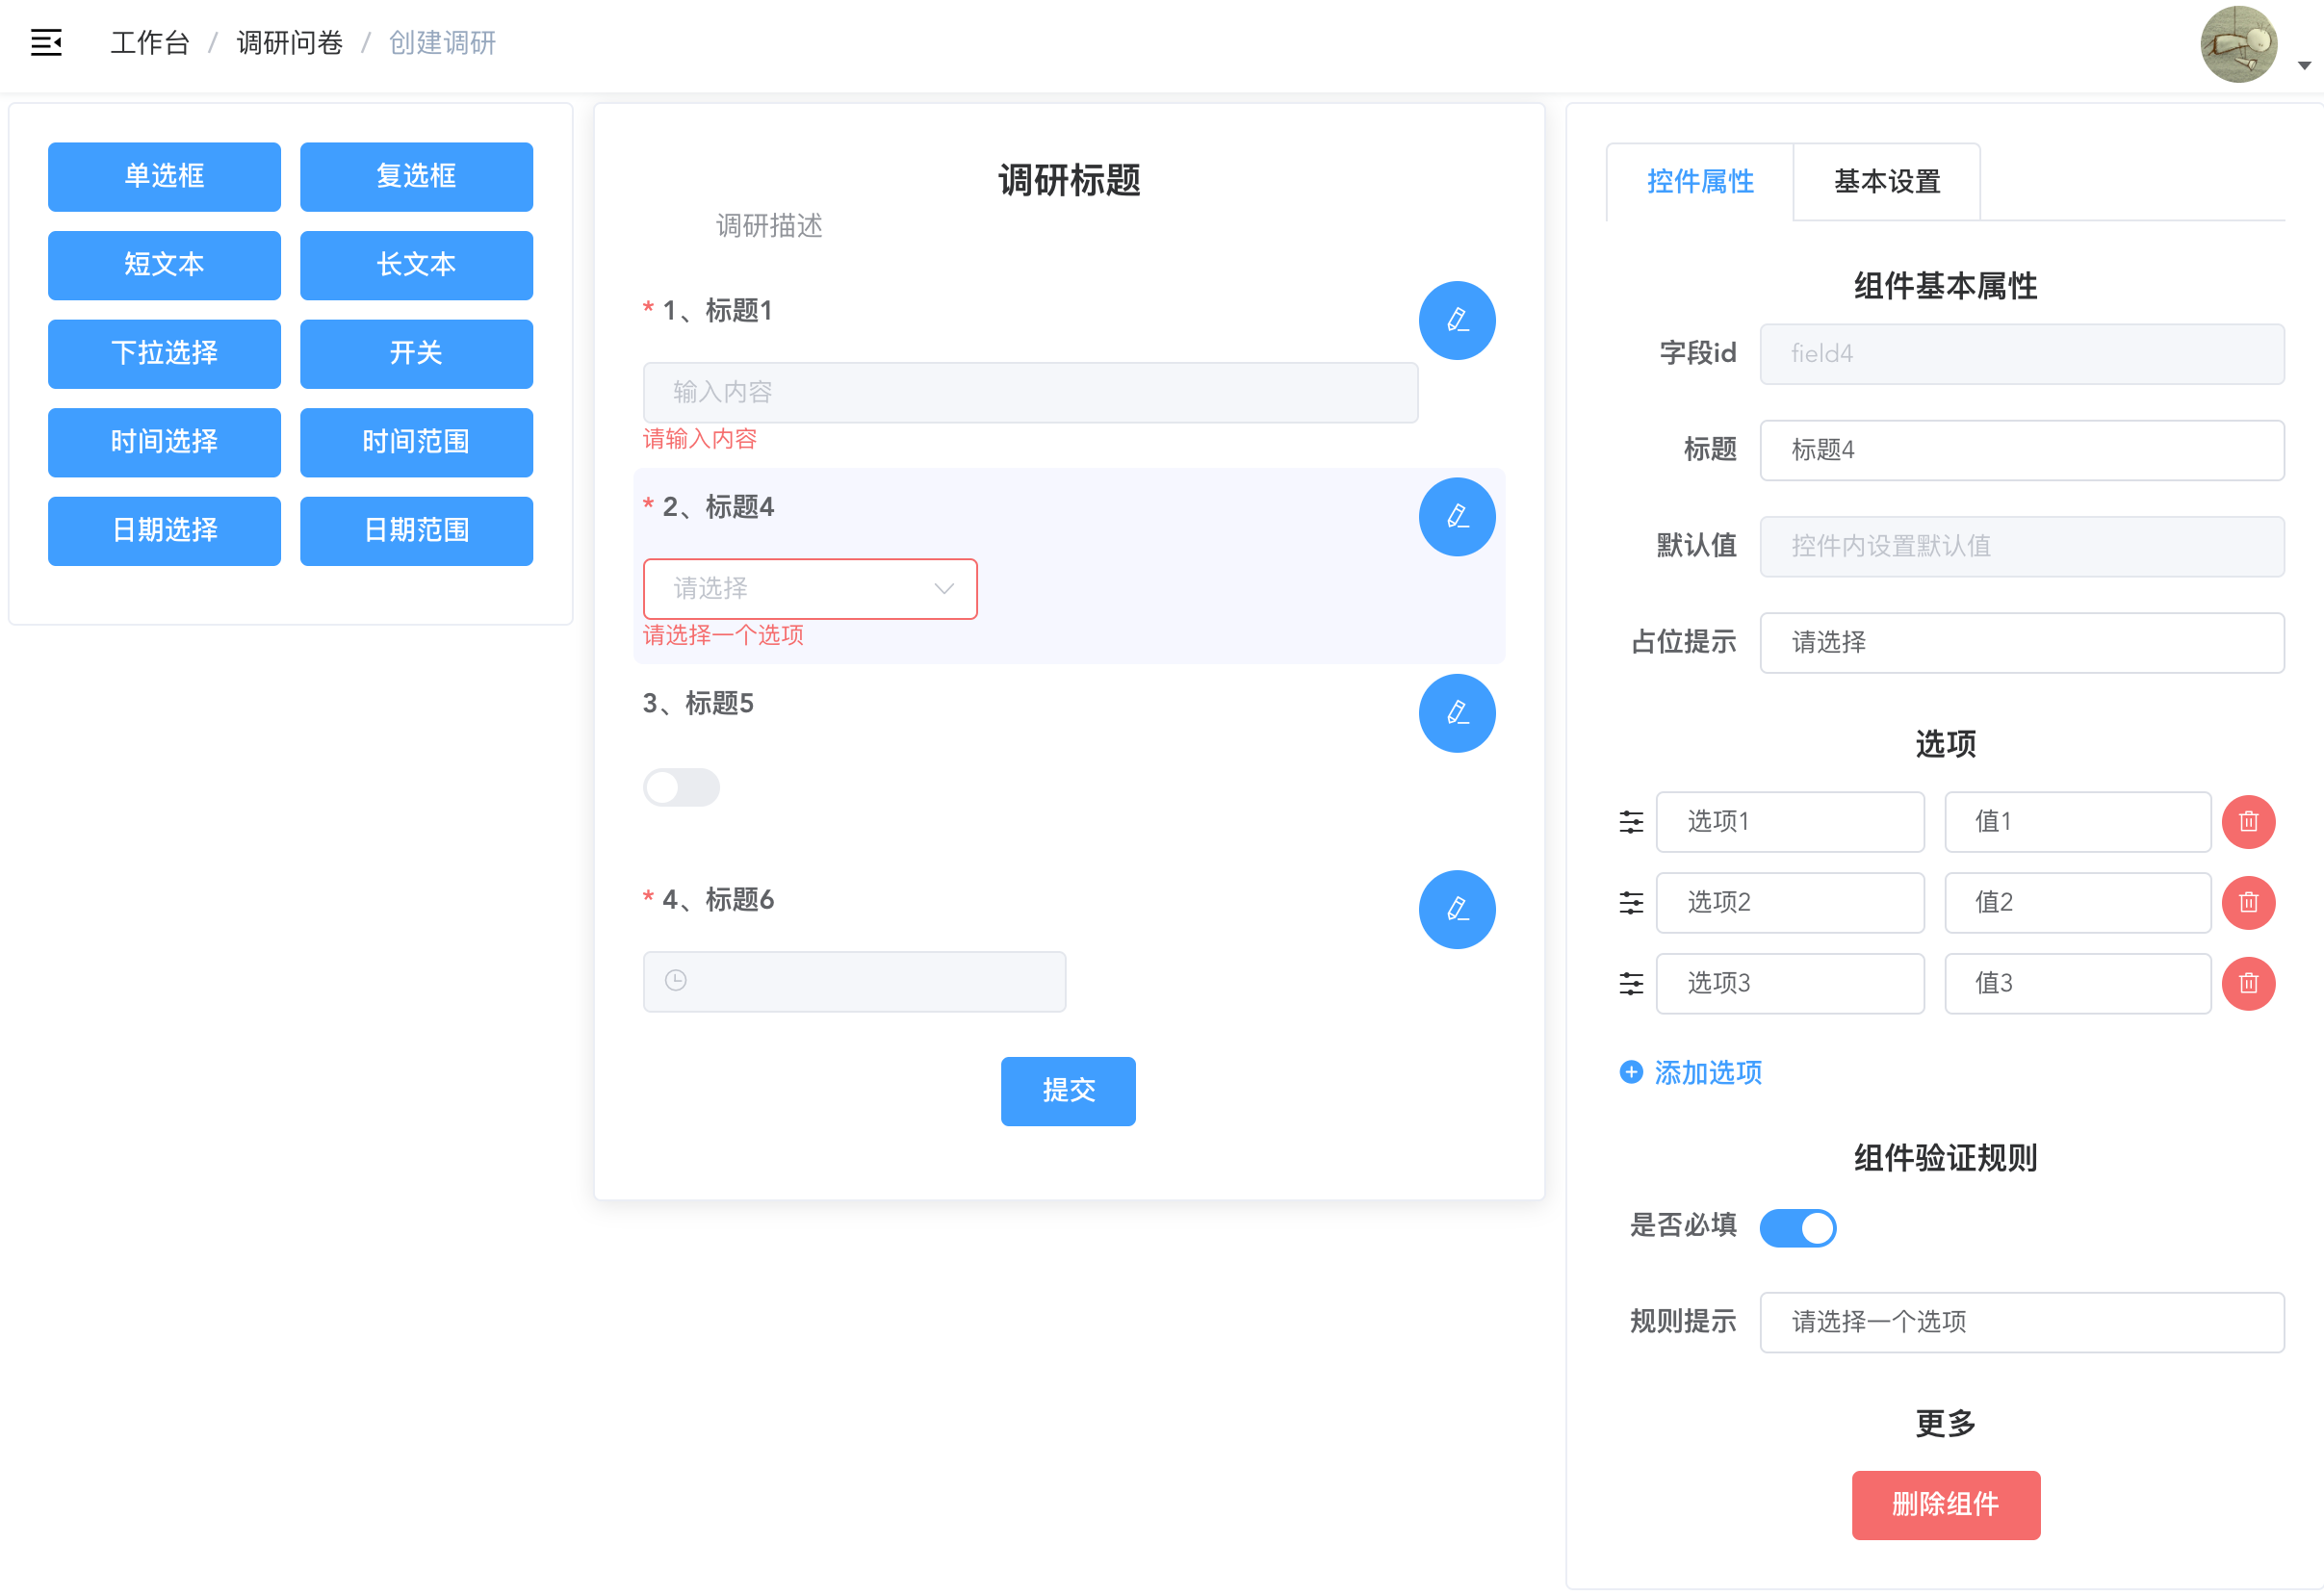 工作台 / 调研问卷 / 创建调研
单选框 复选框
短文本 长文本
下拉选择 开关
时间选择 时间范围
日期选择 日期范围
调研标题
调研描述
* 1、标题1
输入内容
请输入内容
* 2、标题4
请选择
请选择一个选项
3、标题5
* 4、标题6
提交
控件属性 基本设置
组件基本属性
字段id field4
标题 标题4
默认值 控件内设置默认值
占位提示 请选择
选项
选项1 值1
选项2 值2
选项3 值3
添加选项
组件验证规则
是否必填
规则提示 请选择一个选项
更多
删除组件